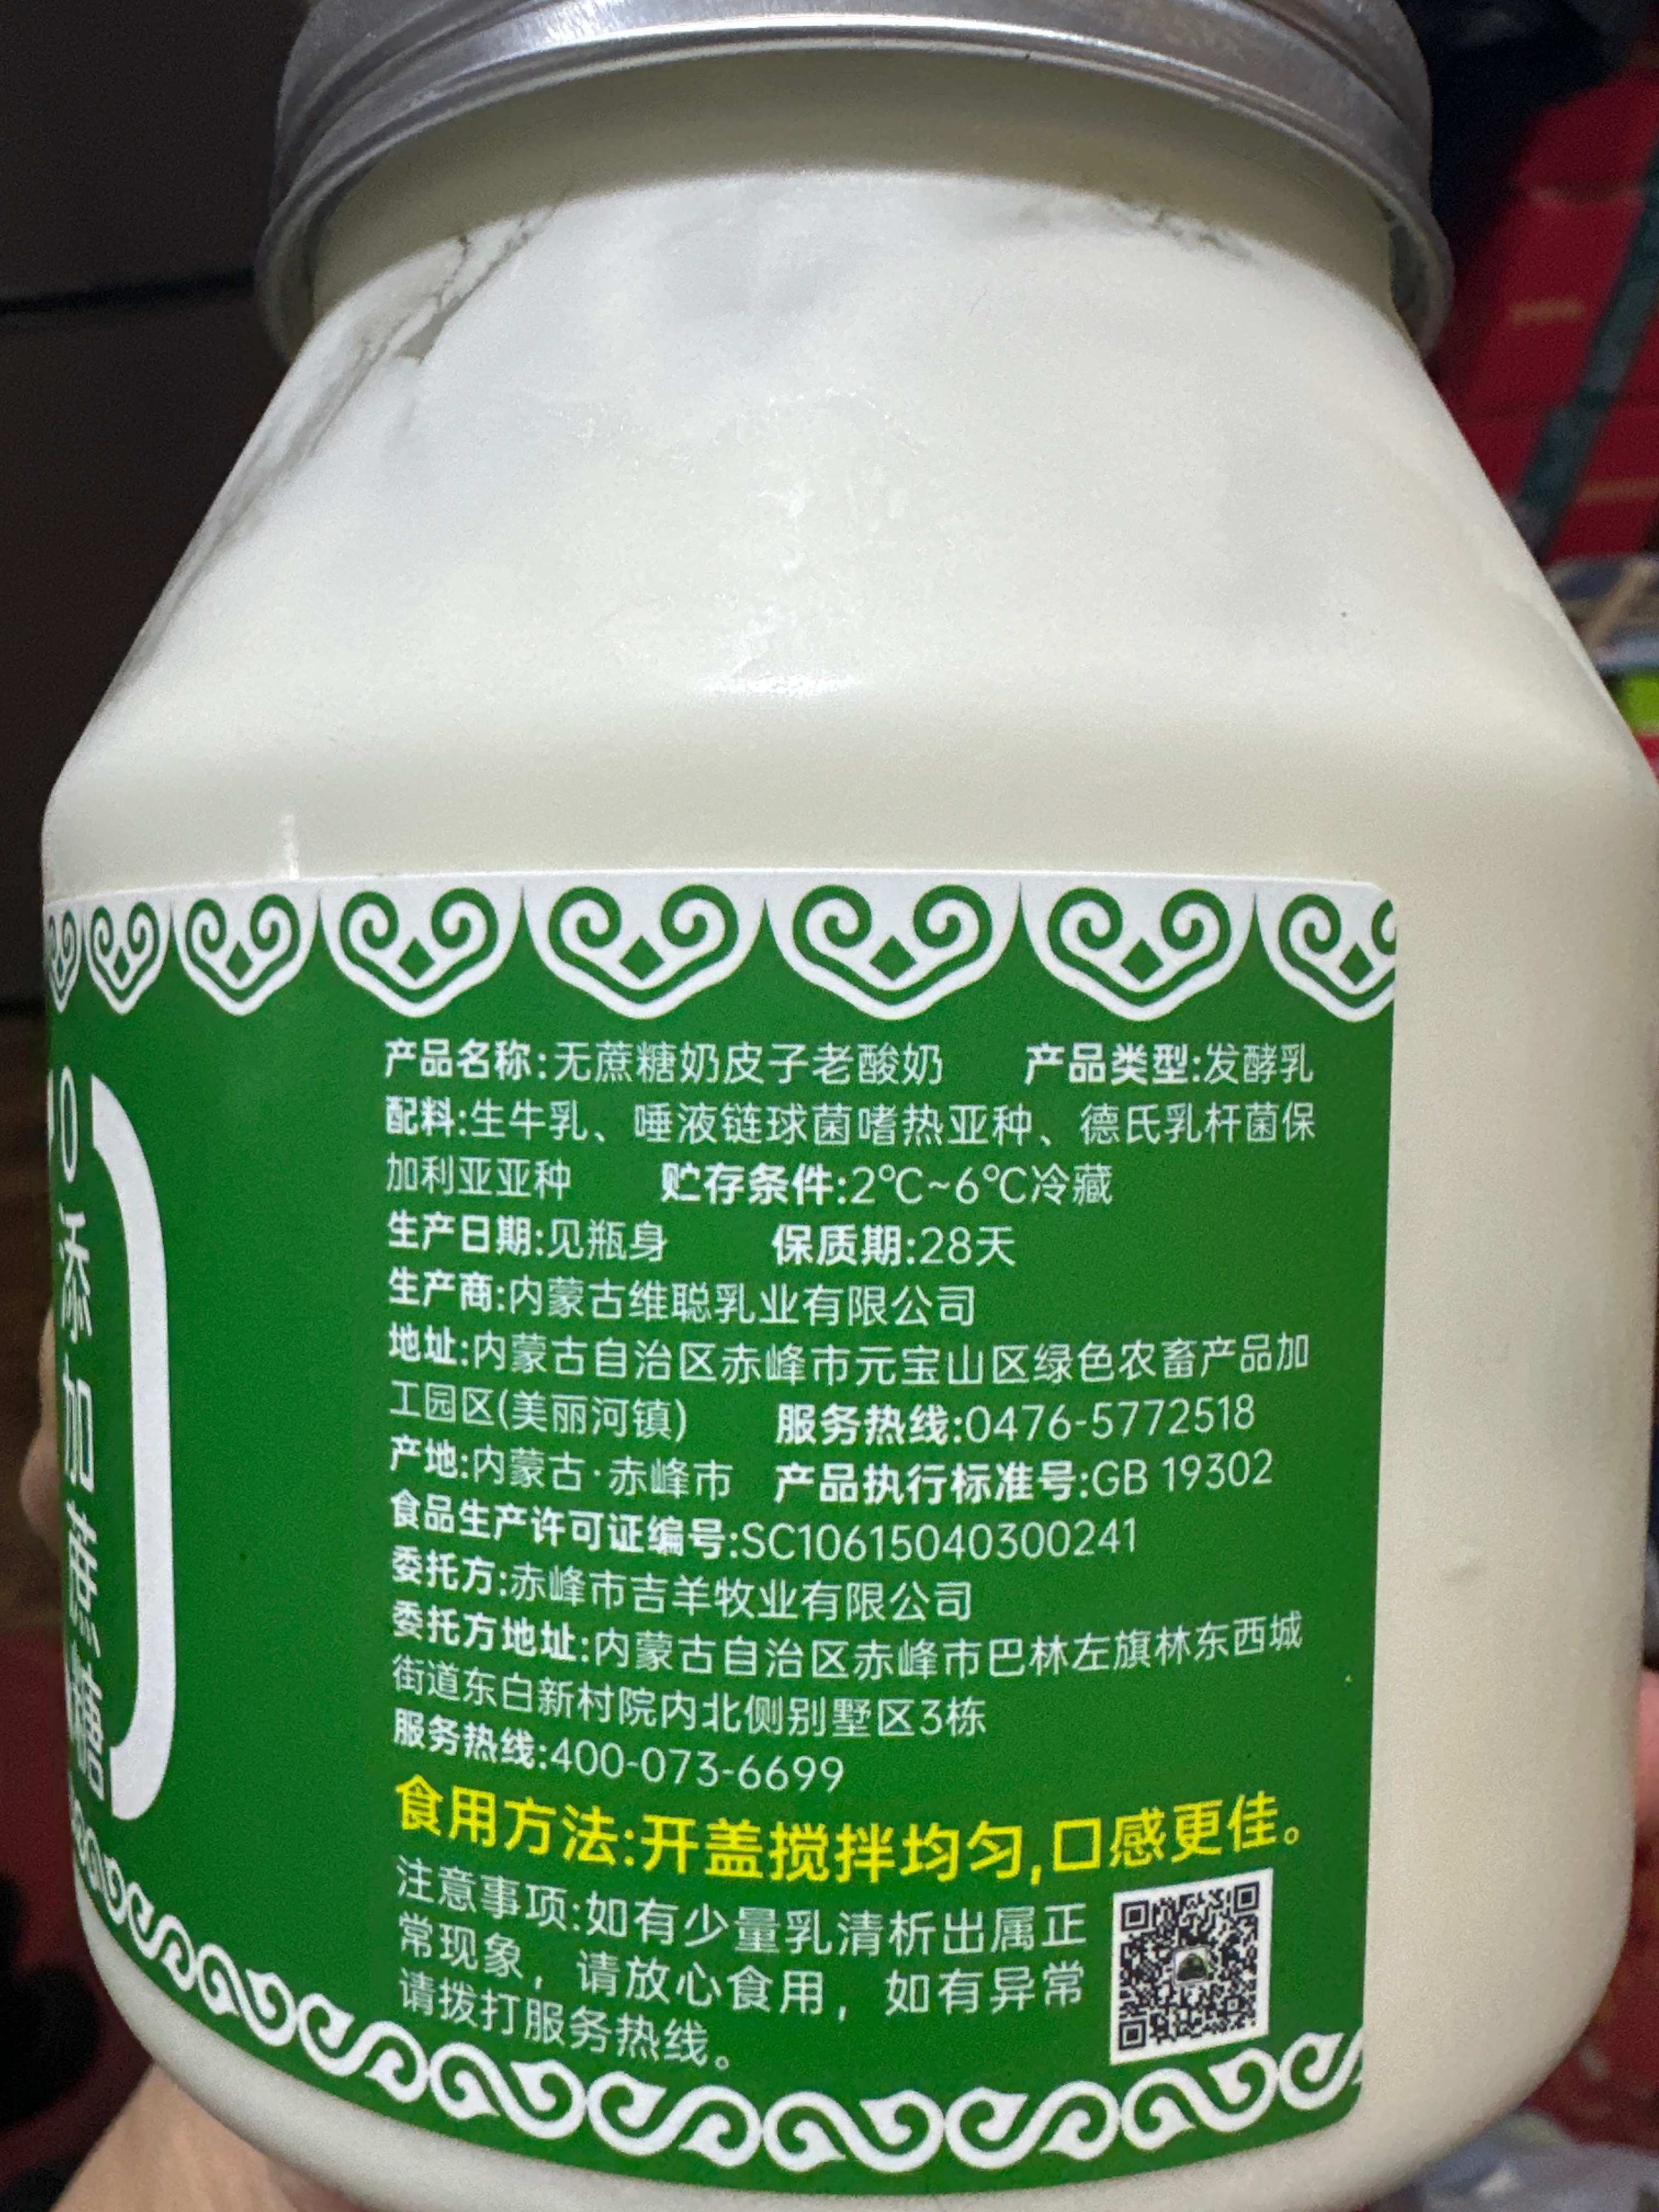 0添加蔗糖
产品名称:无蔗糖奶皮子老酸奶 产品类型:发酵乳
配料:生牛乳、唾液链球菌嗜热亚种、德氏乳杆菌保
加利亚亚种 贮存条件:2℃~6℃冷藏
生产日期:见瓶身 保质期:28天
生产商:内蒙古维聪乳业有限公司
地址:内蒙古自治区赤峰市元宝山区绿色农畜产品加
工园区(美丽河镇) 服务热线:0476-5772518
产地:内蒙古·赤峰市 产品执行标准号:GB 19302
食品生产许可证编号:SC10615040300241
委托方:赤峰市吉羊牧业有限公司
委托方地址:内蒙古自治区赤峰市巴林左旗林东西城
街道东白新村院内北侧别墅区3栋
服务热线:400-073-6699
食用方法:开盖搅拌均匀,口感更佳。
注意事项:如有少量乳清析出属正
常现象，请放心食用，如有异常
请拨打服务热线。